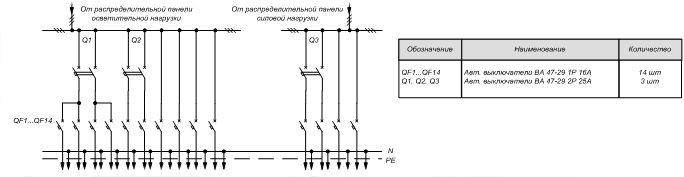 От распределительной панели
осветительной нагрузки
От распределительной панели
силовой нагрузки
Q1
Q2
Q3
QF1...QF14
N
PE
Обозначение Наименование Количество
QF1...QF14 Авт. выключатели ВА 47-29 1Р 16А 14 шт
Q1, Q2, Q3 Авт. выключатели ВА 47-29 2Р 25А 3 шт